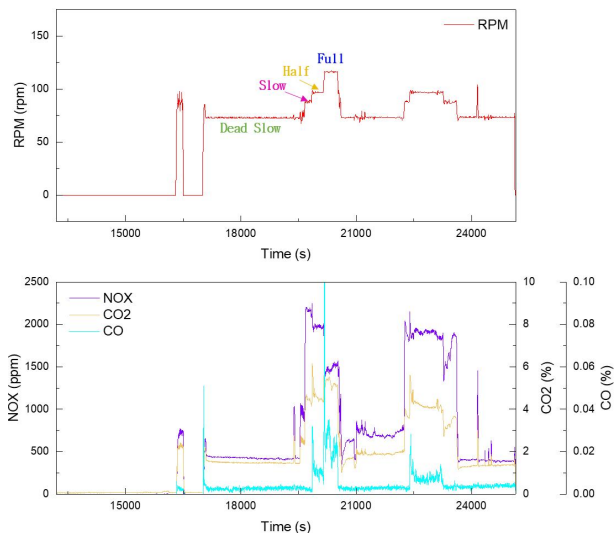 150
RPM
Full
Half
100
Slow
RPM (rpm)
50
Dead Slow
0
15000 18000 21000 24000
Time (s)
2500 10 0.10
NOX
CO2
CO
2000 8 0.08
1500 6 0.06
NOX (ppm) CO2 (%) CO (%)
1000 4 0.04
500 2 0.02
0 0 0.00
15000 18000 21000 24000
Time (s)